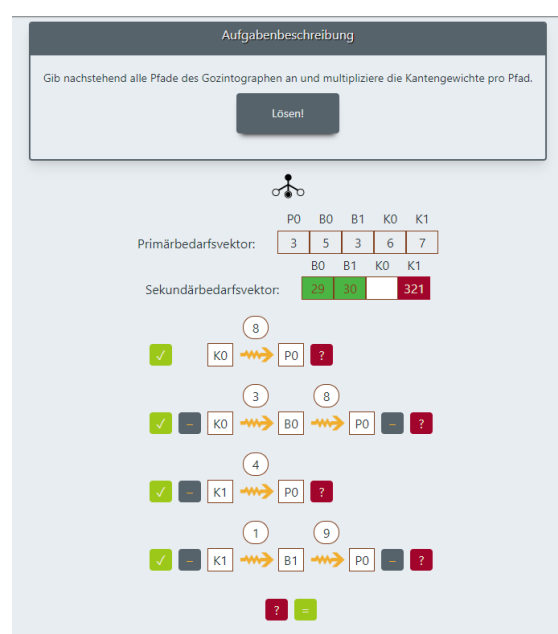 Aufgabenbeschreibung
Gib nachstehend alle Pfade des Gozintographen an und multipliziere die Kantengewichte pro Pfad.
Lösen!
P0 B0 B1 K0 K1
Primärbedarfsvektor: 3 5 3 6 7
B0 B1 K0 K1
Sekundärbedarfsvektor: 29 30 321
8
✓ K0 P0 ?
3 8
✓ – K0 B0 P0 – ?
4
✓ – K1 P0 ?
1 9
✓ – K1 B1 P0 – ?
? =